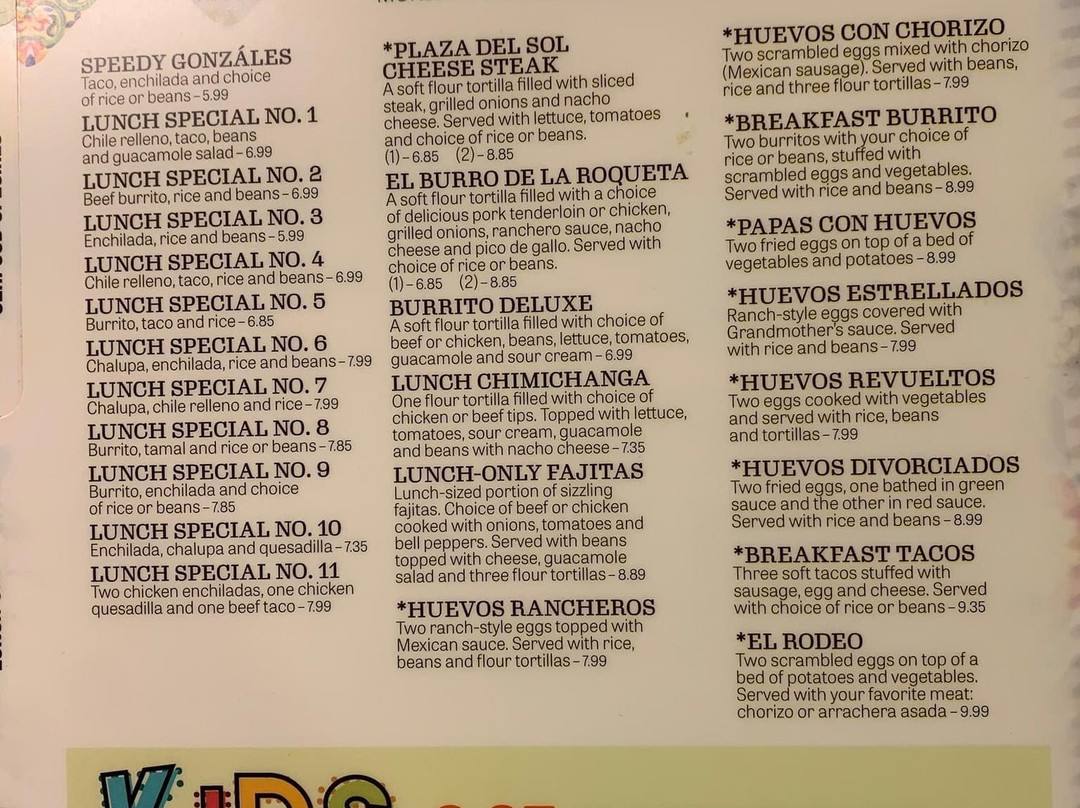 SPEEDY GONZÁLES
Taco, enchilada and choice
of rice or beans – 5.99
LUNCH SPECIAL NO. 1
Chile relleno, taco, beans
and guacamole salad – 6.99
LUNCH SPECIAL NO. 2
Beef burrito, rice and beans – 6.99
LUNCH SPECIAL NO. 3
Enchilada, rice and beans – 5.99
LUNCH SPECIAL NO. 4
Chile relleno, taco, rice and beans – 6.99
LUNCH SPECIAL NO. 5
Burrito, taco and rice – 6.85
LUNCH SPECIAL NO. 6
Chalupa, enchilada, rice and beans – 7.99
LUNCH SPECIAL NO. 7
Chalupa, chile relleno and rice – 7.99
LUNCH SPECIAL NO. 8
Burrito, tamal and rice or beans – 7.85
LUNCH SPECIAL NO. 9
Burrito, enchilada and choice
of rice or beans – 7.85
LUNCH SPECIAL NO. 10
Enchilada, chalupa and quesadilla – 7.35
LUNCH SPECIAL NO. 11
Two chicken enchiladas, one chicken
quesadilla and one beef taco – 7.99
*PLAZA DEL SOL
CHEESE STEAK
A soft flour tortilla filled with sliced
steak, grilled onions and nacho
cheese. Served with lettuce, tomatoes
and choice of rice or beans.
(1) – 6.85 (2) – 8.85
EL BURRO DE LA ROQUETA
A soft flour tortilla filled with a choice
of delicious pork tenderloin or chicken,
grilled onions, ranchero sauce, nacho
cheese and pico de gallo. Served with
choice of rice or beans.
(1) – 6.85 (2) – 8.85
BURRITO DELUXE
A soft flour tortilla filled with choice of
beef or chicken, beans, lettuce, tomatoes,
guacamole and sour cream – 6.99
LUNCH CHIMICHANGA
One flour tortilla filled with choice of
chicken or beef tips. Topped with lettuce,
tomatoes, sour cream, guacamole
and beans with nacho cheese – 7.35
LUNCH-ONLY FAJITAS
Lunch-sized portion of sizzling
fajitas. Choice of beef or chicken
cooked with onions, tomatoes and
bell peppers. Served with beans
topped with cheese, guacamole
salad and three flour tortillas – 8.89
*HUEVOS RANCHEROS
Two ranch-style eggs topped with
Mexican sauce. Served with rice,
beans and flour tortillas – 7.99
*HUEVOS CON CHORIZO
Two scrambled eggs mixed with chorizo
(Mexican sausage). Served with beans,
rice and three flour tortillas – 7.99
*BREAKFAST BURRITO
Two burritos with your choice of
rice or beans, stuffed with
scrambled eggs and vegetables.
Served with rice and beans – 8.99
*PAPAS CON HUEVOS
Two fried eggs on top of a bed of
vegetables and potatoes – 8.99
*HUEVOS ESTRELLADOS
Ranch-style eggs covered with
Grandmother's sauce. Served
with rice and beans – 7.99
*HUEVOS REVUELTOS
Two eggs cooked with vegetables
and served with rice, beans
and tortillas – 7.99
*HUEVOS DIVORCIADOS
Two fried eggs, one bathed in green
sauce and the other in red sauce.
Served with rice and beans – 8.99
*BREAKFAST TACOS
Three soft tacos stuffed with
sausage, egg and cheese. Served
with choice of rice or beans – 9.35
*EL RODEO
Two scrambled eggs on top of a
bed of potatoes and vegetables.
Served with your favorite meat:
chorizo or arrachera asada – 9.99
KIDS